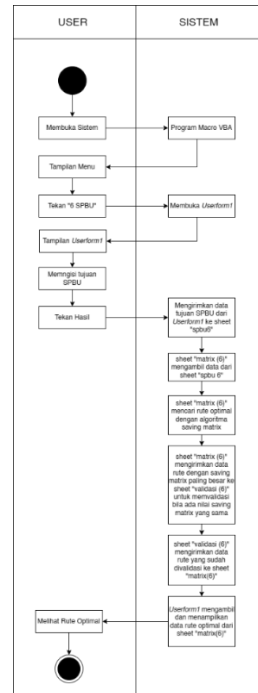 USER
SISTEM
Membuka Sistem
Program Macro VBA
Tampilan Menu
Tekan "6 SPBU"
Membuka Userform1
Tampilan Userform1
Memngisi tujuan
SPBU
Tekan Hasil
Mengirimkan data
tujuan SPBU dari
Userform1 ke sheet
"spbu6"
sheet "matrix (6)"
mengambil data dari
sheet "spbu 6"
sheet "matrix (6)"
mencari rute optimal
dengan algoritma
saving matrix
sheet "matrix (6)"
mengirimkan data
rute dengan saving
matrix paling besar ke
sheet "validasi (6)"
untuk memvalidasi
bila ada nilai saving
matrix yang sama
sheet "validasi (6)"
mengirimkan data
rute yang sudah
divalidasi ke sheet
"matrix(6)"
Userform1 mengambil
dan menampilkan
data rute optimal dari
sheet "matrix(6)"
Melihat Rute Optimal